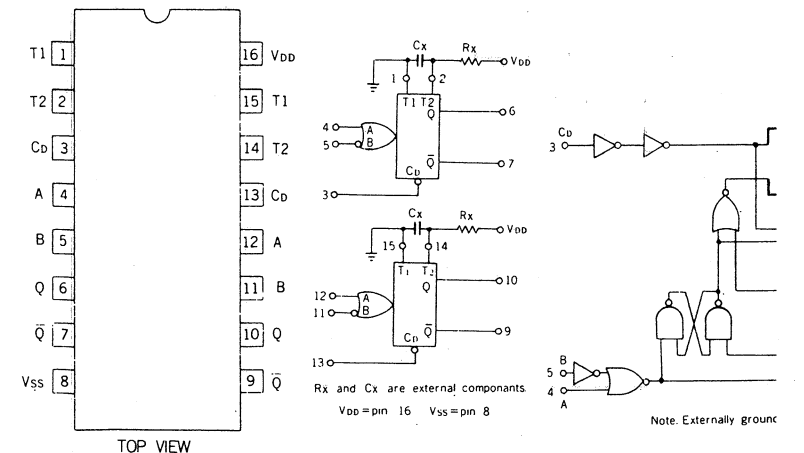 T1 1
T2 2
CD 3
A 4
B 5
Q 6
Q̅ 7
VSS 8
16 VDD
15 T1
14 T2
13 CD
12 A
11 B
10 Q
9 Q̅
TOP VIEW
Cx Rx
VDD
1 2
T1 T2
Q 6
4 A
5 B
Q̅ 7
CD
3
Cx Rx
VDD
15 14
T1 T2
Q 10
12 A
11 B
Q̅ 9
CD
13
Rx and Cx are external componants.
VDD=pin 16 VSS=pin 8
CD
3
B
5
4
A
Note. Externally ground